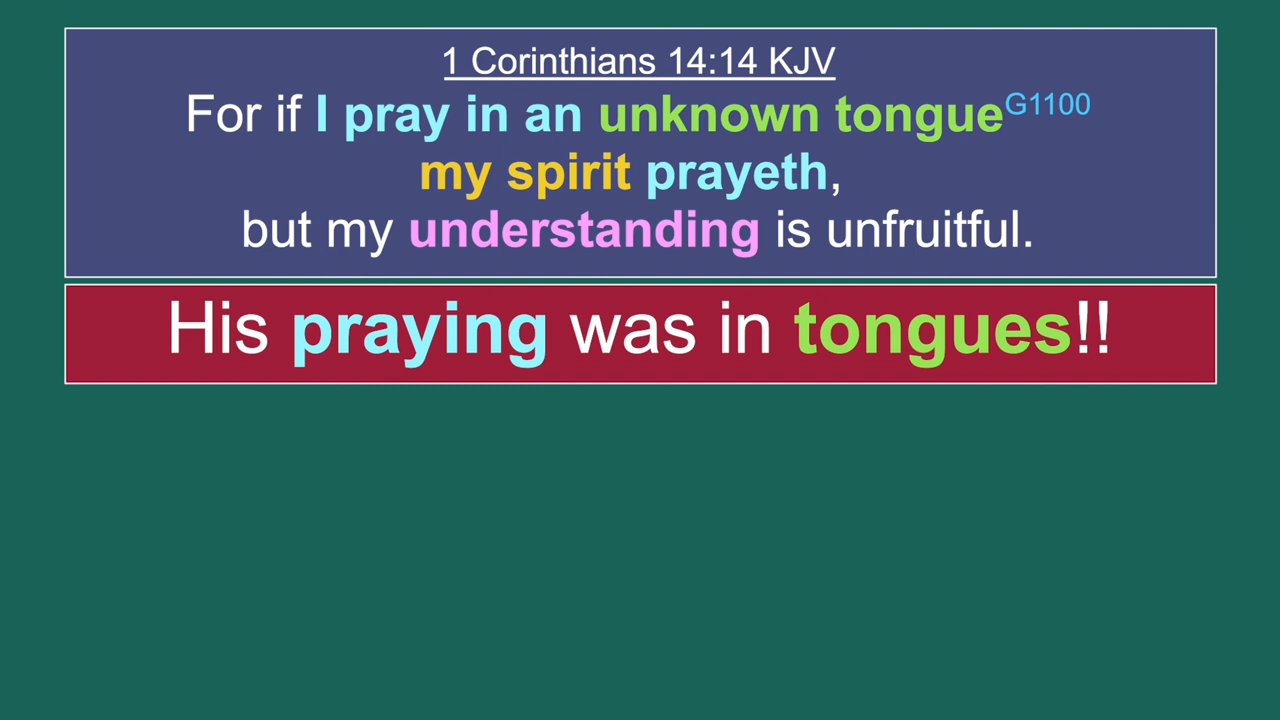 1 Corinthians 14:14 KJV
For if I pray in an unknown tongueG1100
my spirit prayeth,
but my understanding is unfruitful.
His praying was in tongues!!